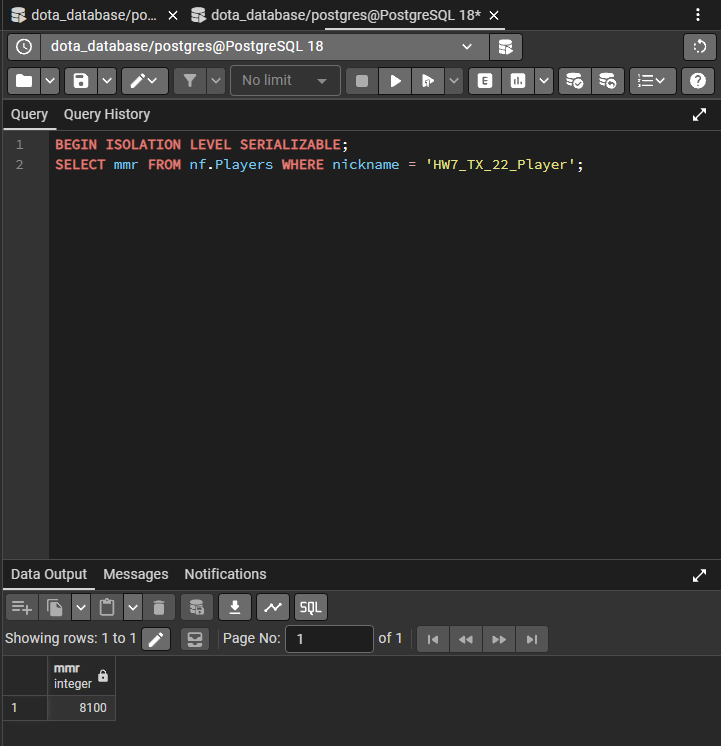 dota_database/po...
dota_database/postgres@PostgreSQL 18*
dota_database/postgres@PostgreSQL 18
No limit
E
Query
Query History
1 BEGIN ISOLATION LEVEL SERIALIZABLE;
2 SELECT mmr FROM nf.Players WHERE nickname = 'HW7_TX_22_Player';
Data Output
Messages
Notifications
SQL
Showing rows: 1 to 1
Page No:
1
of 1
mmr
integer
1
8100